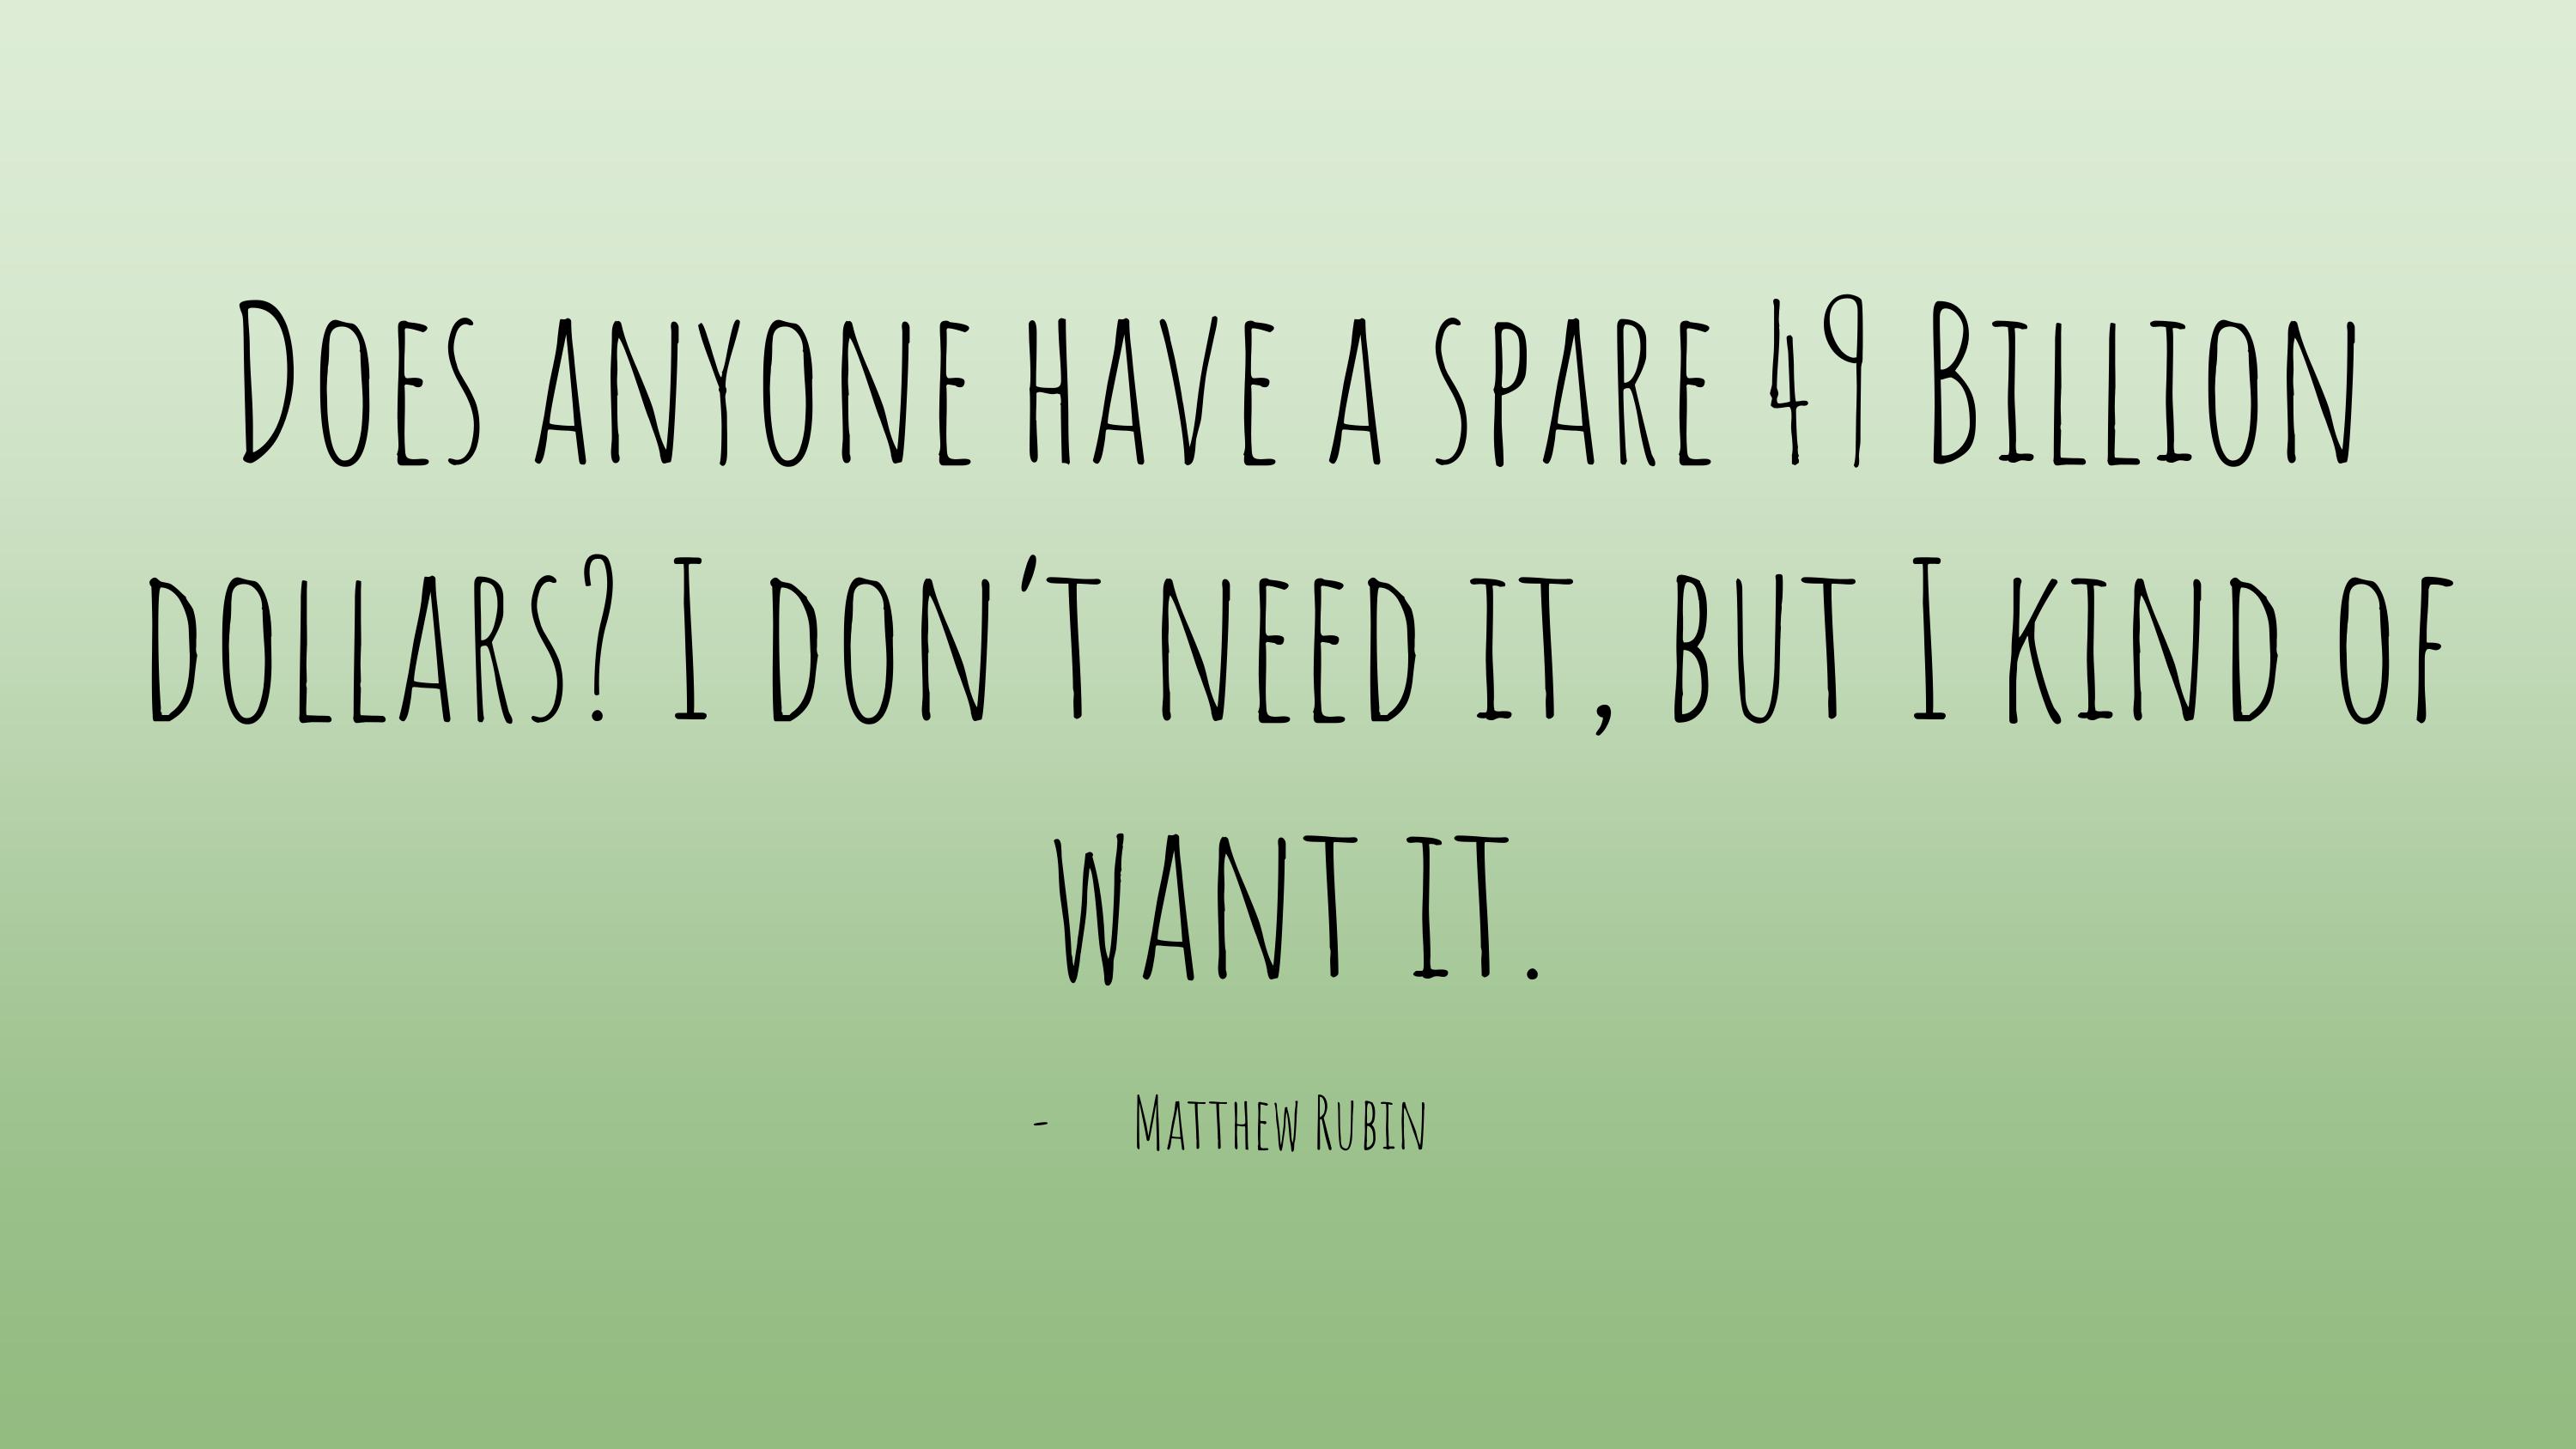 Does anyone have a spare 49 Billion
dollars? I don't need it, but I kind of
want it.
- Matthew Rubin